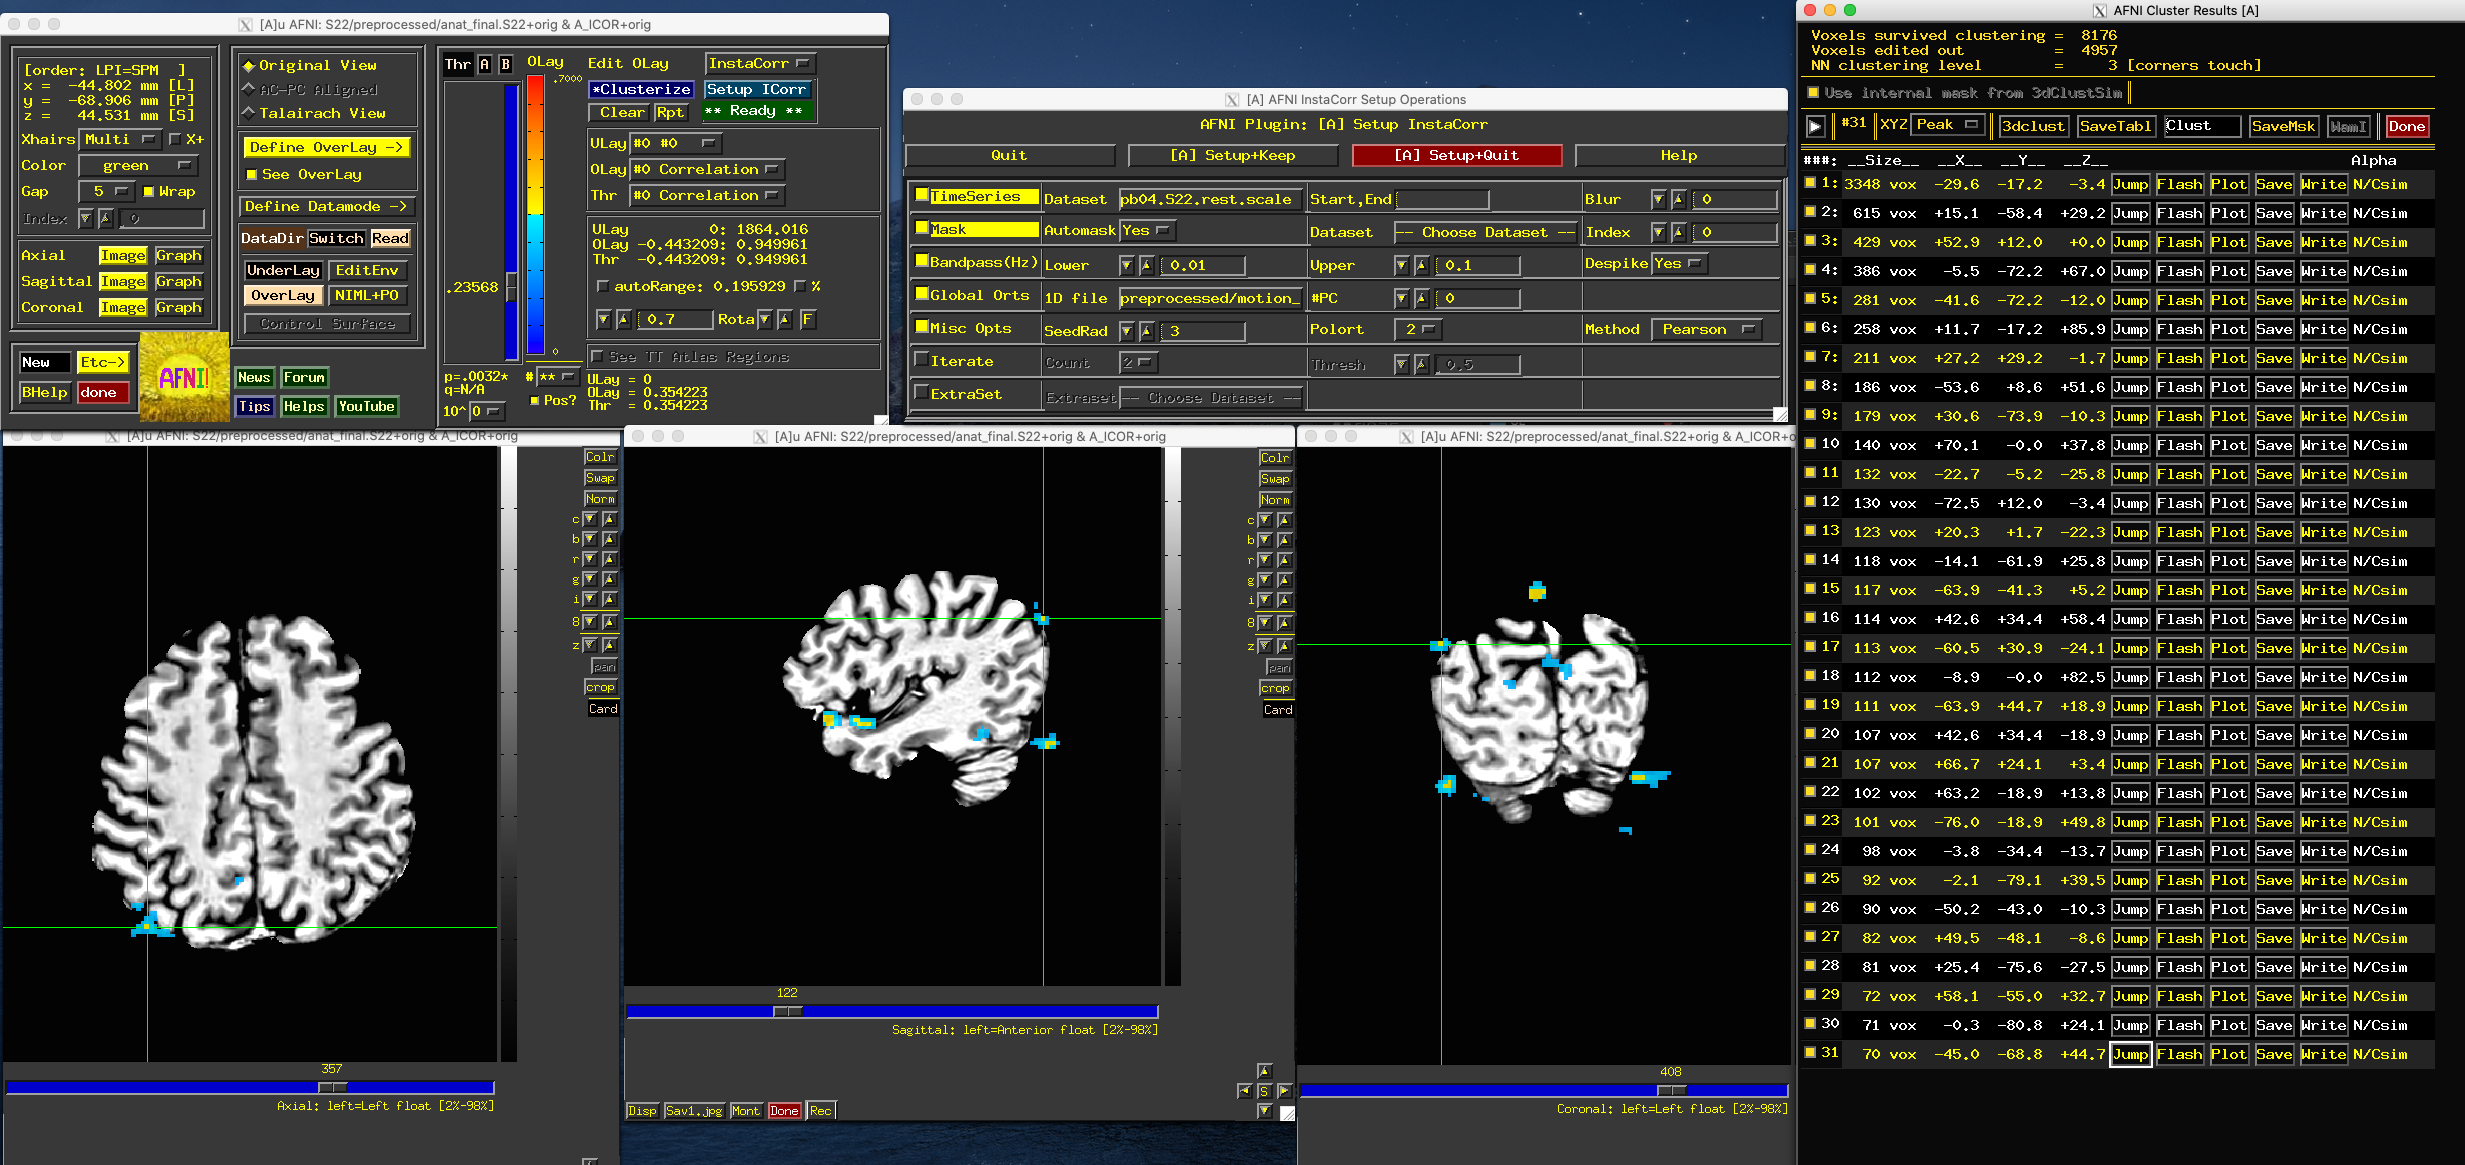 [A]u AFNI: S22/preprocessed/anat_final.S22+orig & A_ICOR+orig
[order: LPI=SPM ]
x = -44.802 mm [L]
y = -68.906 mm [P]
z = 44.531 mm [S]
Xhairs Multi X+
Color green
Gap 5 Wrap
Index 0
Axial Image Graph
Sagittal Image Graph
Coronal Image Graph
New Etc->
BHelp done
AFNI!
Original View
AC-PC Aligned
Talairach View
Define OverLay ->
See OverLay
Define Datamode ->
DataDir Switch Read
UnderLay EditEnv
OverLay NIML+PO
Control Surface
News Forum
Tips Helps YouTube
Thr A B OLay
.7000
.23568
0
p=.0032*
q=N/A
10^ 0
# **
Pos?
Edit OLay InstaCorr
*Clusterize Setup ICorr
Clear Rpt ** Ready **
ULay #0 #0
OLay #0 Correlation
Thr #0 Correlation
ULay 0: 1864.016
OLay -0.443209: 0.949961
Thr -0.443209: 0.949961
autoRange: 0.195929 %
0.7 Rota F
See TT Atlas Regions
ULay = 0
OLay = 0.354223
Thr = 0.354223
[A] AFNI InstaCorr Setup Operations
AFNI Plugin: [A] Setup InstaCorr
Quit [A] Setup+Keep [A] Setup+Quit Help
TimeSeries Dataset pb04.S22.rest.scale Start,End Blur 0
Mask Automask Yes Dataset -- Choose Dataset -- Index 0
Bandpass(Hz) Lower 0.01 Upper 0.1 Despike Yes
Global Orts 1D file preprocessed/motion_ #PC 0
Misc Opts SeedRad 3 Polort 2 Method Pearson
Iterate Count 2 Thresh 0.5
ExtraSet Extraset -- Choose Dataset --
[A]u AFNI: S22/preprocessed/anat_final.S22+orig & A_ICOR+orig
Colr
Swap
Norm
c
b
r
g
i
8
z
pan
crop
Card
357
Axial: left=Left float [2%-98%]
[A]u AFNI: S22/preprocessed/anat_final.S22+orig & A_ICOR+orig
Colr
Swap
Norm
c
b
r
g
i
8
z
pan
crop
Card
122
Sagittal: left=Anterior float [2%-98%]
S
Disp Sav1.jpg Mont Done Rec
[A]u AFNI: S22/preprocessed/anat_final.S22+orig & A_ICOR+o
408
Coronal: left=Left float [2%-98%]
AFNI Cluster Results [A]
Voxels survived clustering = 8176
Voxels edited out = 4957
NN clustering level = 3 [corners touch]
Use internal mask from 3dClustSim
#31 XYZ Peak 3dclust SaveTabl Clust SaveMsk WamI Done
###: __Size__ __X__ __Y__ __Z__ Alpha
1: 3348 vox -29.6 -17.2 -3.4 Jump Flash Plot Save Write N/Csim
2: 615 vox +15.1 -58.4 +29.2 Jump Flash Plot Save Write N/Csim
3: 429 vox +52.9 +12.0 +0.0 Jump Flash Plot Save Write N/Csim
4: 386 vox -5.5 -72.2 +67.0 Jump Flash Plot Save Write N/Csim
5: 281 vox -41.6 -72.2 -12.0 Jump Flash Plot Save Write N/Csim
6: 258 vox +11.7 -17.2 +85.9 Jump Flash Plot Save Write N/Csim
7: 211 vox +27.2 +29.2 -1.7 Jump Flash Plot Save Write N/Csim
8: 186 vox -53.6 +8.6 +51.6 Jump Flash Plot Save Write N/Csim
9: 179 vox +30.6 -73.9 -10.3 Jump Flash Plot Save Write N/Csim
10 140 vox +70.1 -0.0 +37.8 Jump Flash Plot Save Write N/Csim
11 132 vox -22.7 -5.2 -25.8 Jump Flash Plot Save Write N/Csim
12 130 vox -72.5 +12.0 -3.4 Jump Flash Plot Save Write N/Csim
13 123 vox +20.3 +1.7 -22.3 Jump Flash Plot Save Write N/Csim
14 118 vox -14.1 -61.9 +25.8 Jump Flash Plot Save Write N/Csim
15 117 vox -63.9 -41.3 +5.2 Jump Flash Plot Save Write N/Csim
16 114 vox +42.6 +34.4 +58.4 Jump Flash Plot Save Write N/Csim
17 113 vox -60.5 +30.9 -24.1 Jump Flash Plot Save Write N/Csim
18 112 vox -8.9 -0.0 +82.5 Jump Flash Plot Save Write N/Csim
19 111 vox -63.9 +44.7 +18.9 Jump Flash Plot Save Write N/Csim
20 107 vox +42.6 +34.4 -18.9 Jump Flash Plot Save Write N/Csim
21 107 vox +66.7 +24.1 +3.4 Jump Flash Plot Save Write N/Csim
22 102 vox +63.2 -18.9 +13.8 Jump Flash Plot Save Write N/Csim
23 101 vox -76.0 -18.9 +49.8 Jump Flash Plot Save Write N/Csim
24 98 vox -3.8 -34.4 -13.7 Jump Flash Plot Save Write N/Csim
25 92 vox -2.1 -79.1 +39.5 Jump Flash Plot Save Write N/Csim
26 90 vox -50.2 -43.0 -10.3 Jump Flash Plot Save Write N/Csim
27 82 vox +49.5 -48.1 -8.6 Jump Flash Plot Save Write N/Csim
28 81 vox +25.4 -75.6 -27.5 Jump Flash Plot Save Write N/Csim
29 72 vox +58.1 -55.0 +32.7 Jump Flash Plot Save Write N/Csim
30 71 vox -0.3 -80.8 +24.1 Jump Flash Plot Save Write N/Csim
31 70 vox -45.0 -68.8 +44.7 Jump Flash Plot Save Write N/Csim